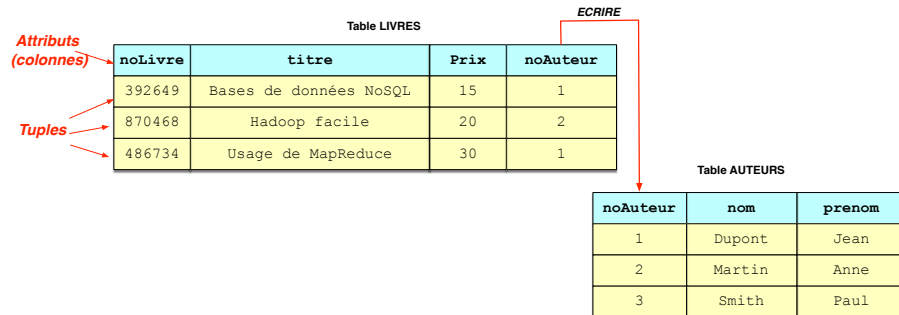 ECRIRE
Table LIVRES
Attributs
(colonnes)
noLivre titre Prix noAuteur
392649 Bases de données NoSQL 15 1
870468 Hadoop facile 20 2
Tuples
486734 Usage de MapReduce 30 1
Table AUTEURS
noAuteur nom prenom
1 Dupont Jean
2 Martin Anne
3 Smith Paul